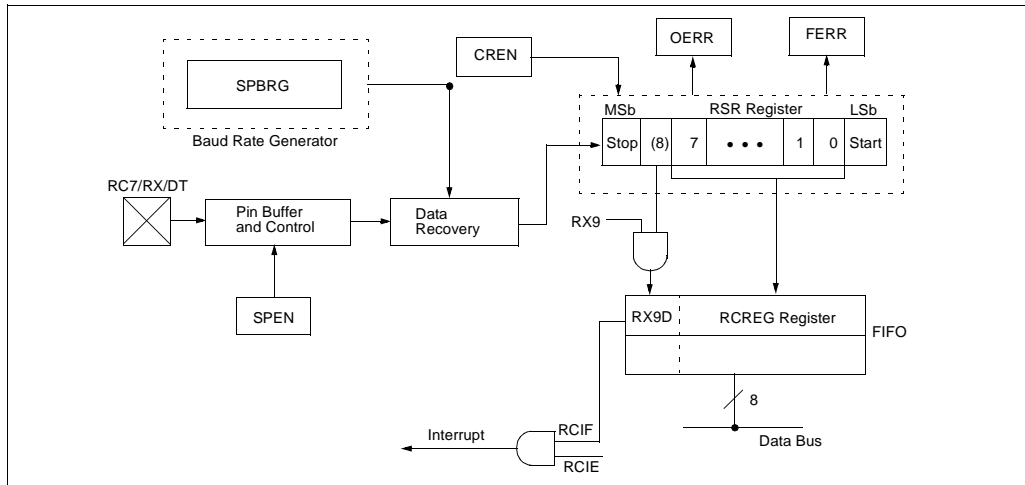 OERR
FERR
CREN
SPBRG
Baud Rate Generator
MSb
RSR Register
LSb
Stop (8) 7 • • • 1 0 Start
RC7/RX/DT
Pin Buffer
and Control
Data
Recovery
RX9
SPEN
RX9D
RCREG Register
FIFO
8
Data Bus
Interrupt
RCIF
RCIE